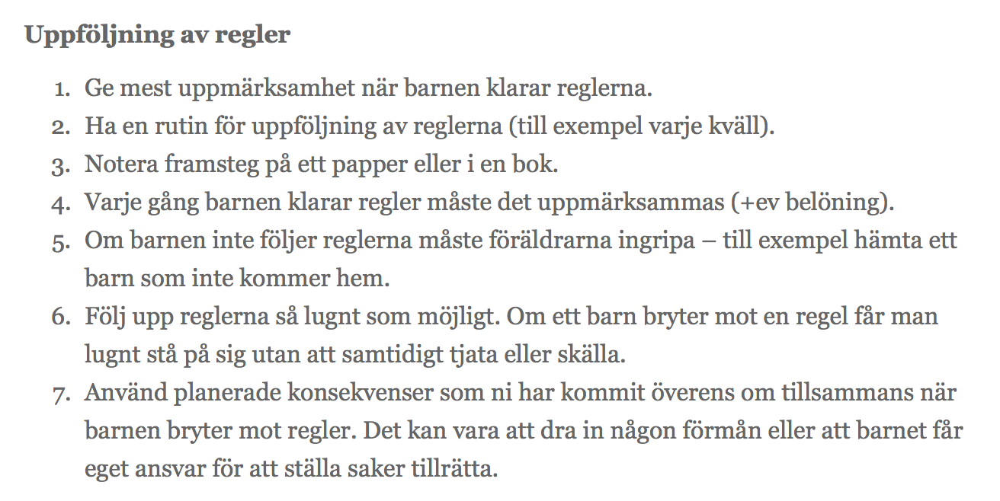 Uppföljning av regler
1. Ge mest uppmärksamhet när barnen klarar reglerna.
2. Ha en rutin för uppföljning av reglerna (till exempel varje kväll).
3. Notera framsteg på ett papper eller i en bok.
4. Varje gång barnen klarar regler måste det uppmärksammas (+ev belöning).
5. Om barnen inte följer reglerna måste föräldrarna ingripa – till exempel hämta ett
barn som inte kommer hem.
6. Följ upp reglerna så lugnt som möjligt. Om ett barn bryter mot en regel får man
lugnt stå på sig utan att samtidigt tjata eller skälla.
7. Använd planerade konsekvenser som ni har kommit överens om tillsammans när
barnen bryter mot regler. Det kan vara att dra in någon förmån eller att barnet får
eget ansvar för att ställa saker tillrätta.